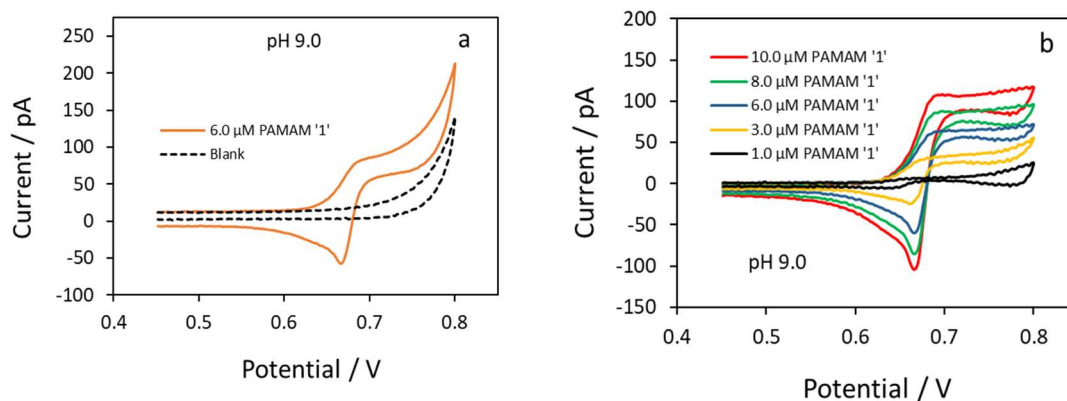 pH 9.0
a
250
200
150
100
50
0
-50
-100
6.0 µM PAMAM '1'
Blank
Current / pA
0.4
0.5
0.6
0.7
0.8
Potential / V
b
200
150
100
50
0
-50
-100
-150
10.0 µM PAMAM '1'
8.0 µM PAMAM '1'
6.0 µM PAMAM '1'
3.0 µM PAMAM '1'
1.0 µM PAMAM '1'
pH 9.0
Current / pA
0.4
0.5
0.6
0.7
0.8
Potential / V